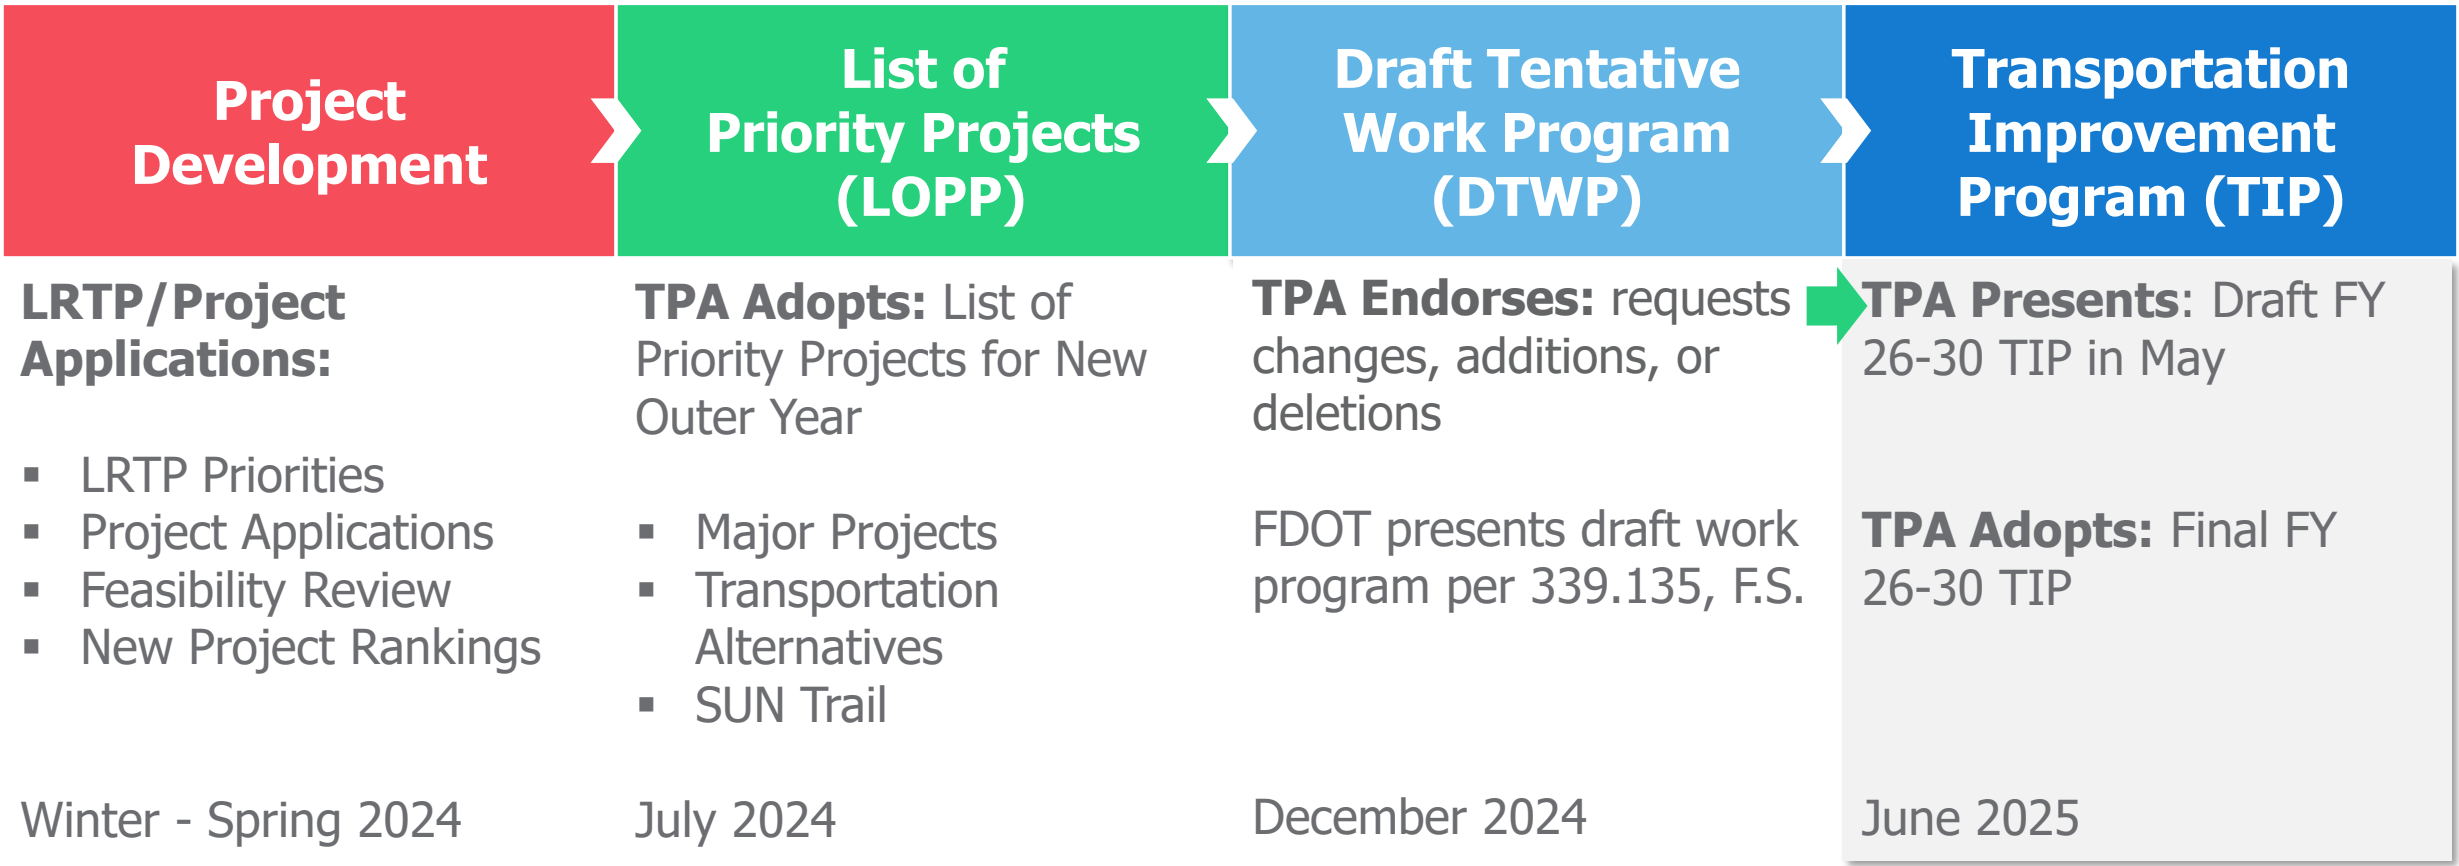 Project
Development
List of
Priority Projects
(LOPP)
Draft Tentative
Work Program
(DTWP)
Transportation
Improvement
Program (TIP)
LRTP/Project
Applications:
▪ LRTP Priorities
▪ Project Applications
▪ Feasibility Review
▪ New Project Rankings
Winter - Spring 2024
TPA Adopts: List of
Priority Projects for New
Outer Year
▪ Major Projects
▪ Transportation
Alternatives
▪ SUN Trail
July 2024
TPA Endorses: requests
changes, additions, or
deletions
FDOT presents draft work
program per 339.135, F.S.
December 2024
TPA Presents: Draft FY
26-30 TIP in May
TPA Adopts: Final FY
26-30 TIP
June 2025